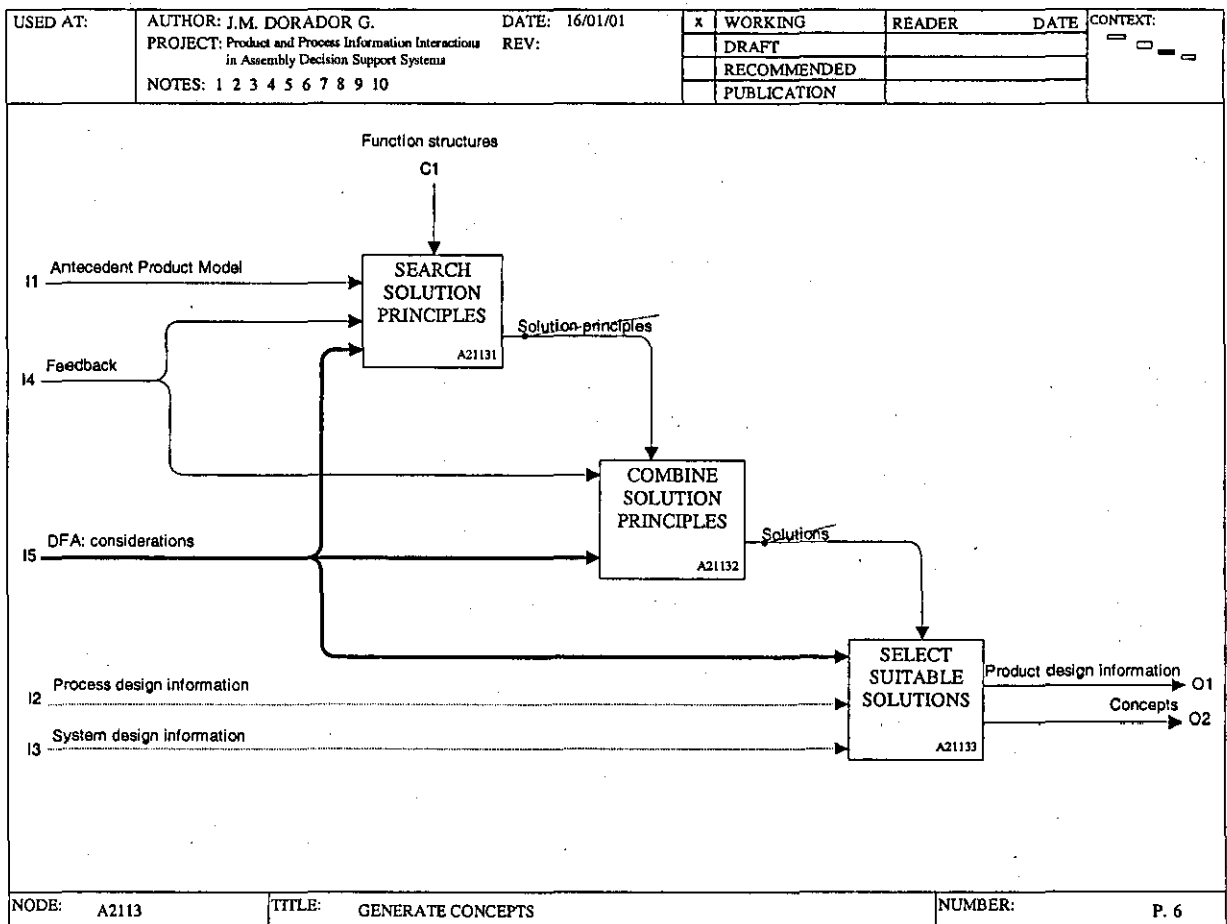 USED AT:
AUTHOR: J.M. DORADOR G.
DATE: 16/01/01
PROJECT: Product and Process Information Interactions
in Assembly Decision Support Systems
REV:
NOTES: 1 2 3 4 5 6 7 8 9 10
x WORKING
DRAFT
RECOMMENDED
PUBLICATION
READER DATE
CONTEXT:
Function structures
C1
I1 Antecedent Product Model
SEARCH
SOLUTION
PRINCIPLES
A21131
Solution principles
I4 Feedback
COMBINE
SOLUTION
PRINCIPLES
A21132
Solutions
I5 DFA: considerations
SELECT
SUITABLE
SOLUTIONS
A21133
I2 Process design information
I3 System design information
Product design information
O1
Concepts
O2
NODE: A2113
TITLE: GENERATE CONCEPTS
NUMBER: P. 6